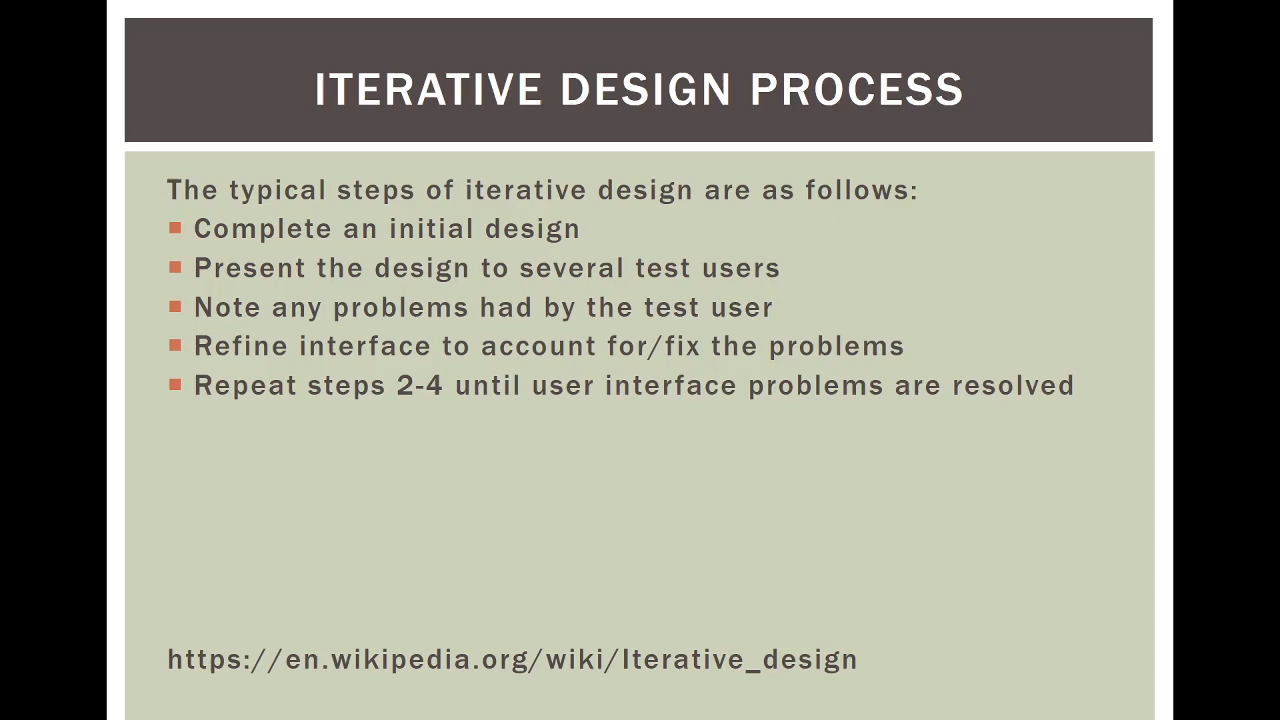 ITERATIVE DESIGN PROCESS
The typical steps of iterative design are as follows:
Complete an initial design
Present the design to several test users
Note any problems had by the test user
Refine interface to account for/fix the problems
Repeat steps 2-4 until user interface problems are resolved
https://en.wikipedia.org/wiki/Iterative_design